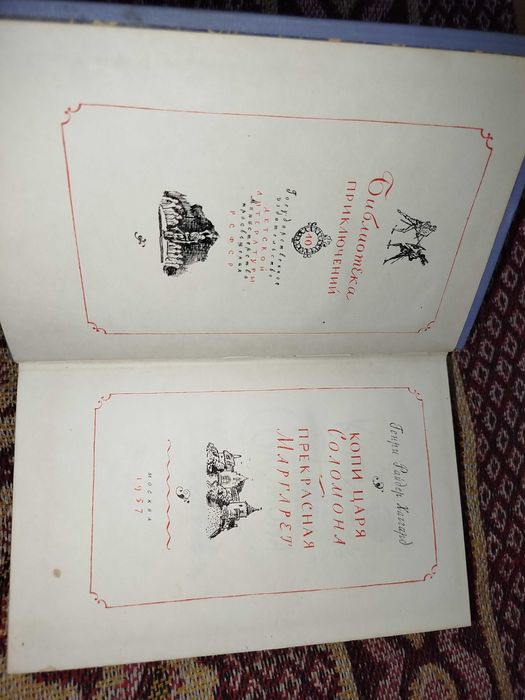 Библиотека
ПРИКЛЮЧЕНИЙ
10
Государственное
издательство
ДЕТСКОЙ
ЛИТЕРАТУРЫ
Министерства
просвещения
РСФСР
Генри Райдер Хаггард
КОПИ ЦАРЯ
СОЛОМОНА
ПРЕКРАСНАЯ
МАРГАРЕТ
МОСКВА
1957